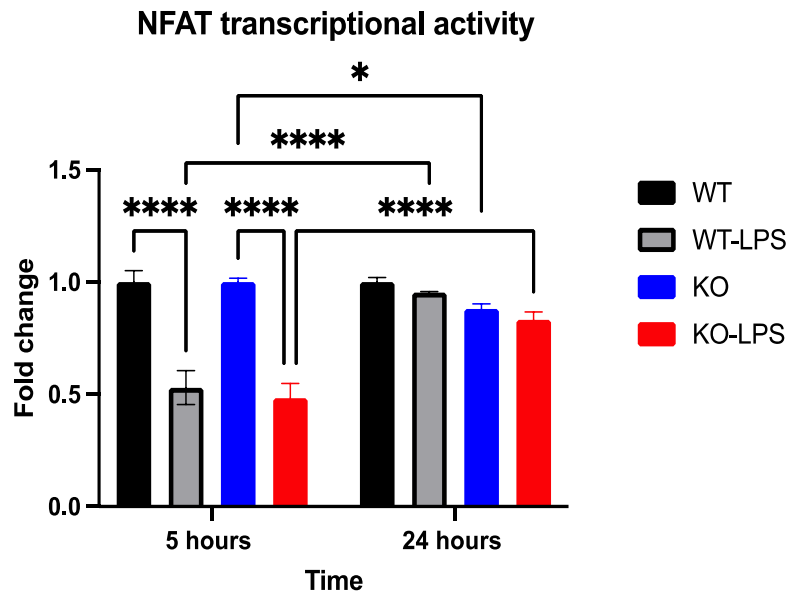 NFAT transcriptional activity
*
****
**** **** ****
1.5
1.0
0.5
0.0
Fold change
5 hours 24 hours
Time
WT
WT-LPS
KO
KO-LPS